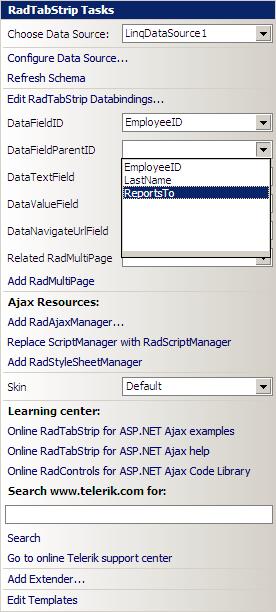 RadTabStrip Tasks
Choose Data Source: LinqDataSource1
Configure Data Source...
Refresh Schema
Edit RadTabStrip Databindings...
DataFieldID EmployeeID
DataFieldParentID
EmployeeID
DataTextField LastName
ReportsTo
DataValueField
DataNavigateUrlField
Related RadMultiPage
Add RadMultiPage
Ajax Resources:
Add RadAjaxManager...
Replace ScriptManager with RadScriptManager
Add RadStyleSheetManager
Skin Default
Learning center:
Online RadTabStrip for ASP.NET Ajax examples
Online RadTabStrip for ASP.NET Ajax help
Online RadControls for ASP.NET Ajax Code Library
Search www.telerik.com for:
Search
Go to online Telerik support center
Add Extender...
Edit Templates